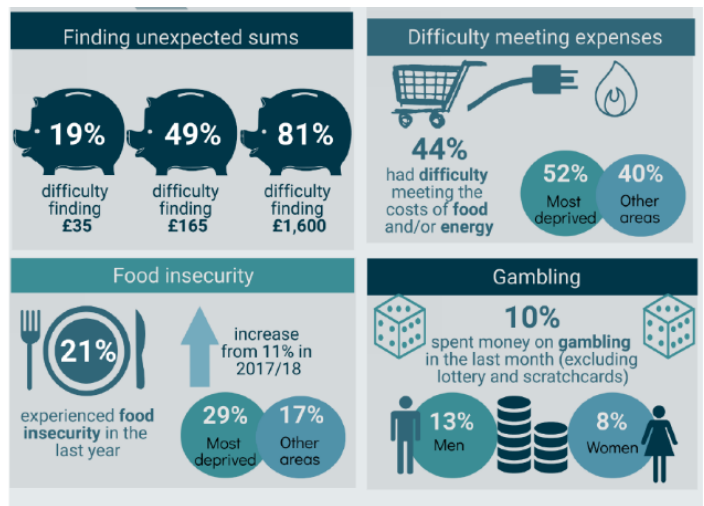 Finding unexpected sums
19%
difficulty
finding
£35
49%
difficulty
finding
£165
81%
difficulty
finding
£1,600
Difficulty meeting expenses
44%
had difficulty
meeting the
costs of food
and/or energy
52%
Most
deprived
40%
Other
areas
Food insecurity
21%
experienced food
insecurity in the
last year
increase
from 11% in
2017/18
29%
Most
deprived
17%
Other
areas
Gambling
10%
spent money on gambling
in the last month (excluding
lottery and scratchcards)
13%
Men
8%
Women